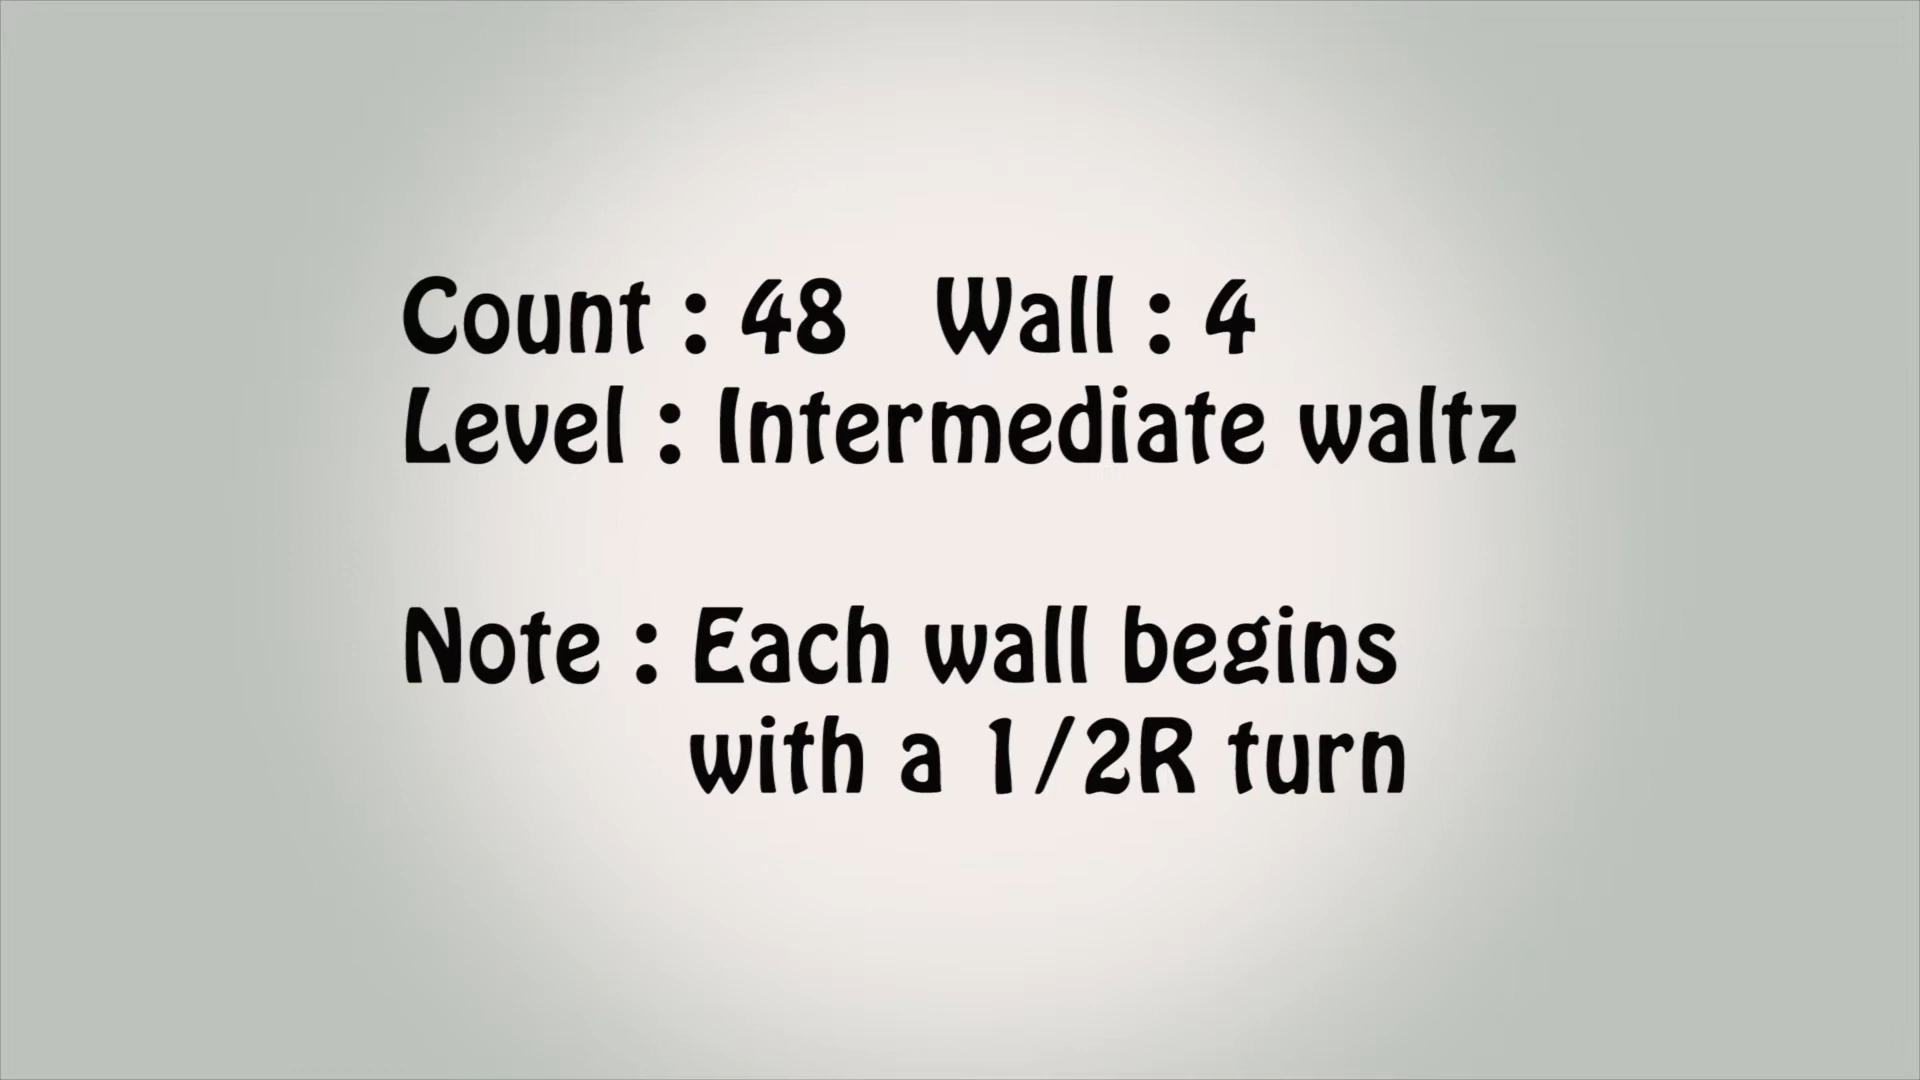 Count : 48 Wall : 4
Level : Intermediate waltz
Note : Each wall begins
with a 1/2R turn